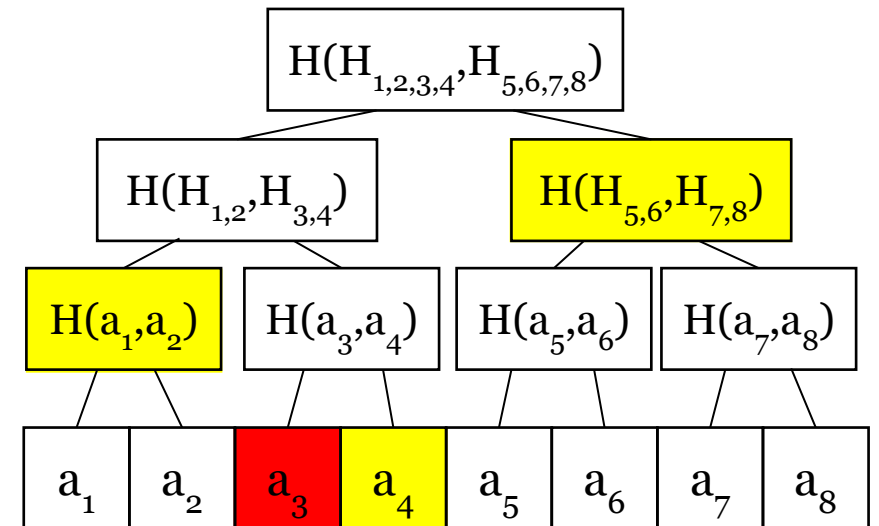 H(H₁,₂,₃,₄,H₅,₆,₇,₈)
H(H₁,₂,H₃,₄) H(H₅,₆,H₇,₈)
H(a₁,a₂) H(a₃,a₄) H(a₅,a₆) H(a₇,a₈)
a₁ a₂ a₃ a₄ a₅ a₆ a₇ a₈